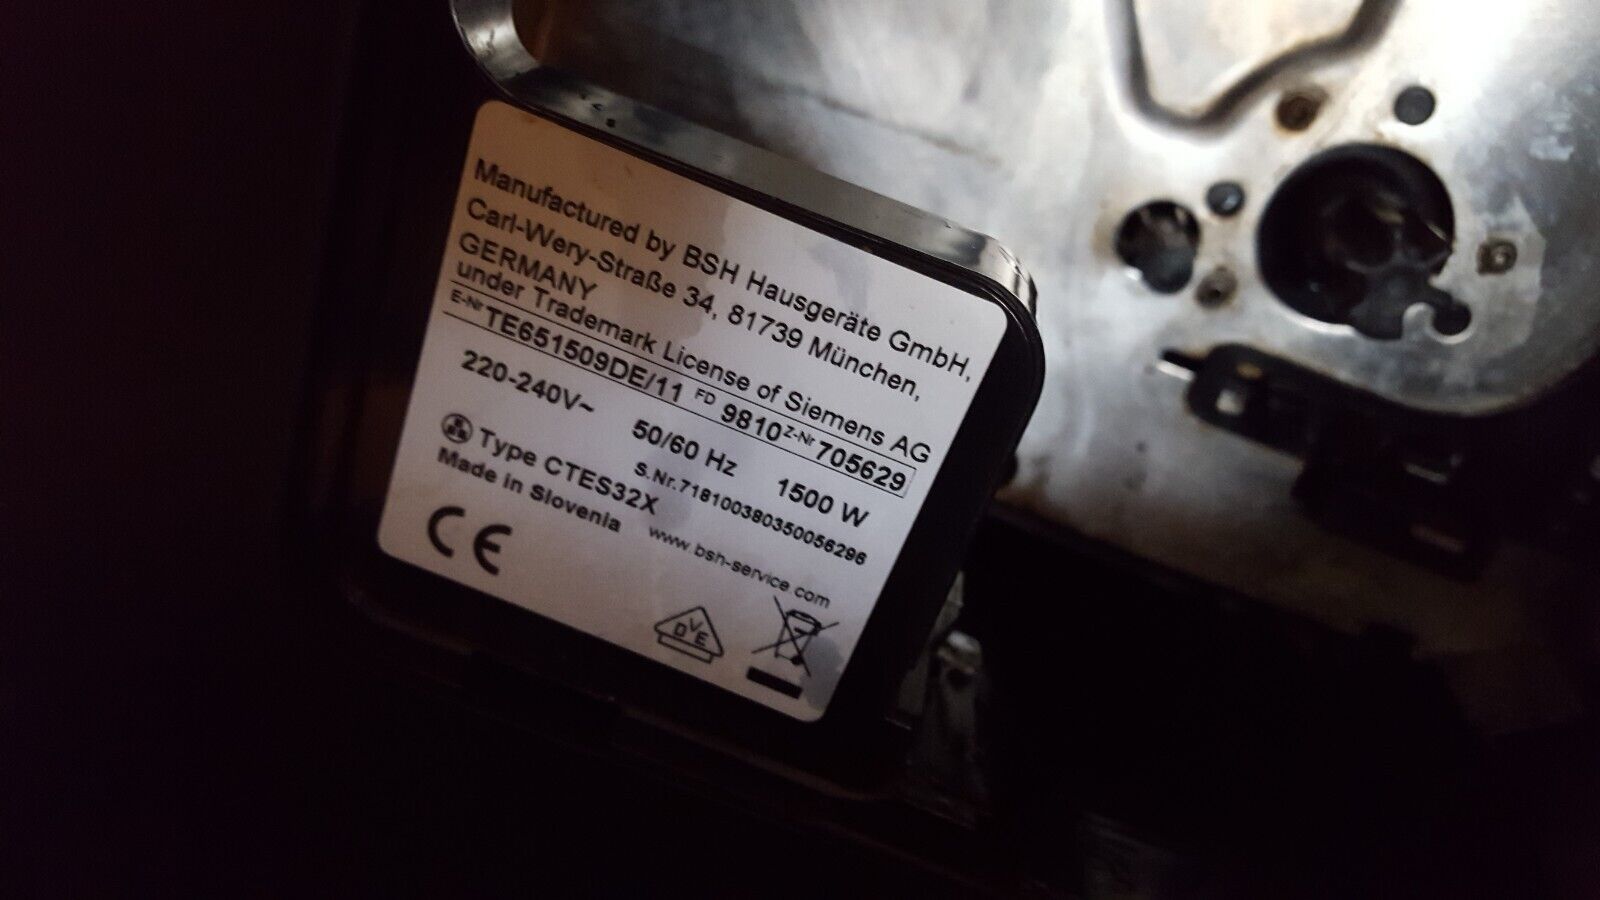 Manufactured by BSH Hausgeräte GmbH,
Carl-Wery-Straße 34, 81739 München,
GERMANY
under Trademark License of Siemens AG
E-Nr TE651509DE/11 FD 9810 Z-Nr 705629
220-240V~ 50/60 Hz 1500 W
Type CTES32X S.Nr.718100380350056296
Made in Slovenia www.bsh-service.com
CE
DVE